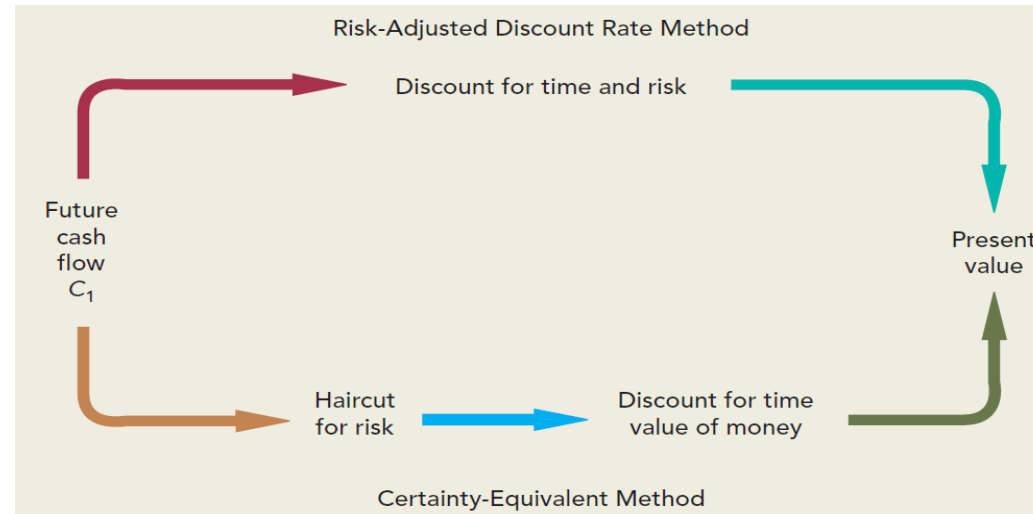 Risk-Adjusted Discount Rate Method
Discount for time and risk
Future
cash
flow
C₁
Present
value
Haircut
for risk
Discount for time
value of money
Certainty-Equivalent Method